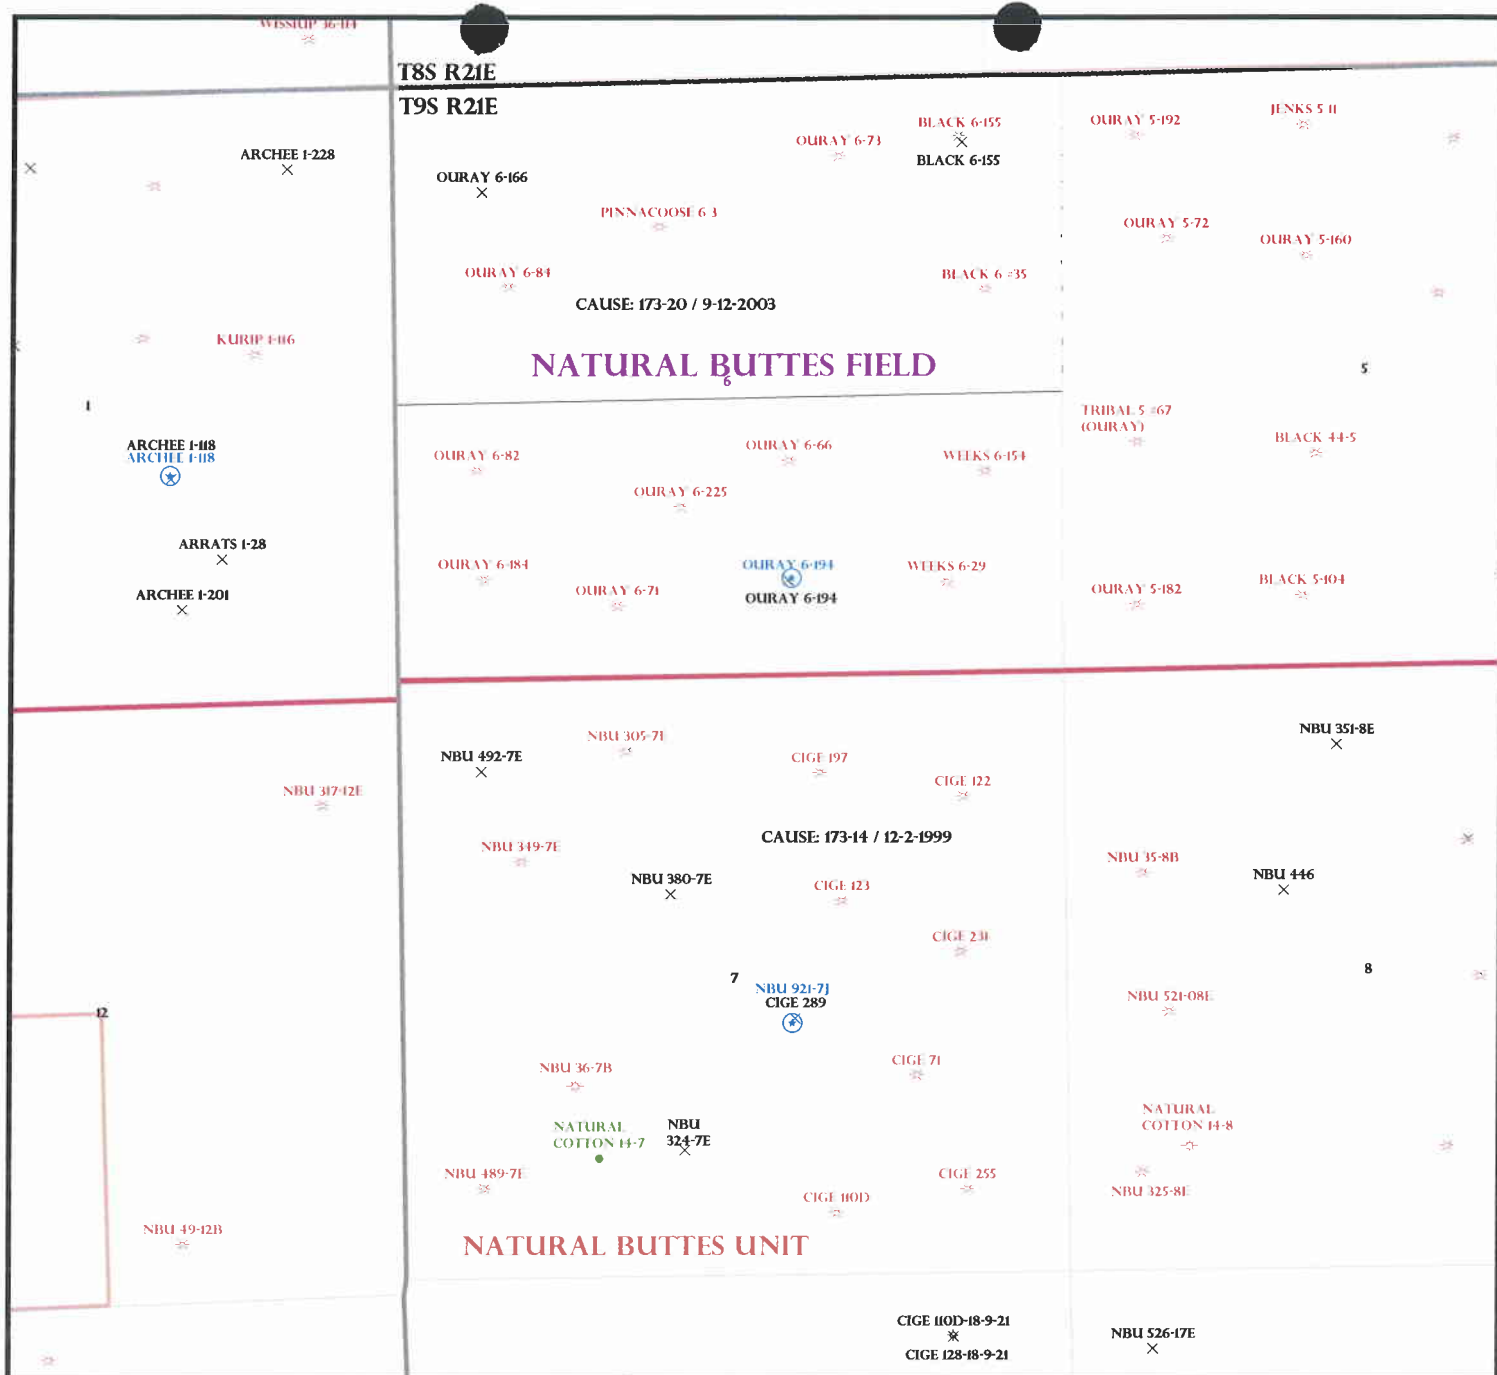 WISSIUP 36-114
T8S R21E
T9S R21E
ARCHEE 1-228
OURAY 6-166
OURAY 6-73
BLACK 6-155
BLACK 6-155
OURAY 5-192
JENKS 5-11
PINNACOOSE 6-3
OURAY 5-72
OURAY 5-160
OURAY 6-84
BLACK 6 #35
CAUSE: 173-20 / 9-12-2003
KURIP 1-116
NATURAL BUTTES FIELD
6
5
1
TRIBAL 5 #67
(OURAY)
BLACK 44-5
ARCHEE 1-118
ARCHEE 1-118
OURAY 6-82
OURAY 6-66
WEEKS 6-154
OURAY 6-225
ARRATS 1-28
OURAY 6-184
OURAY 6-71
OURAY 6-194
OURAY 6-194
WEEKS 6-29
OURAY 5-182
BLACK 5-104
ARCHEE 1-201
NBU 492-7E
NBU 305-7E
CIGE 197
CIGE 122
NBU 351-8E
NBU 317-12E
CAUSE: 173-14 / 12-2-1999
NBU 349-7E
NBU 380-7E
CIGE 123
NBU 35-8B
NBU 446
CIGE 231
7
8
NBU 921-7J
CIGE 289
NBU 521-08E
12
NBU 36-7B
CIGE 71
NATURAL
COTTON 14-7
NBU
324-7E
NATURAL
COTTON 14-8
NBU 489-7E
CIGE 110D
CIGE 255
NBU 325-8E
NBU 49-12B
NATURAL BUTTES UNIT
CIGE 110D-18-9-21
CIGE 128-18-9-21
NBU 526-17E